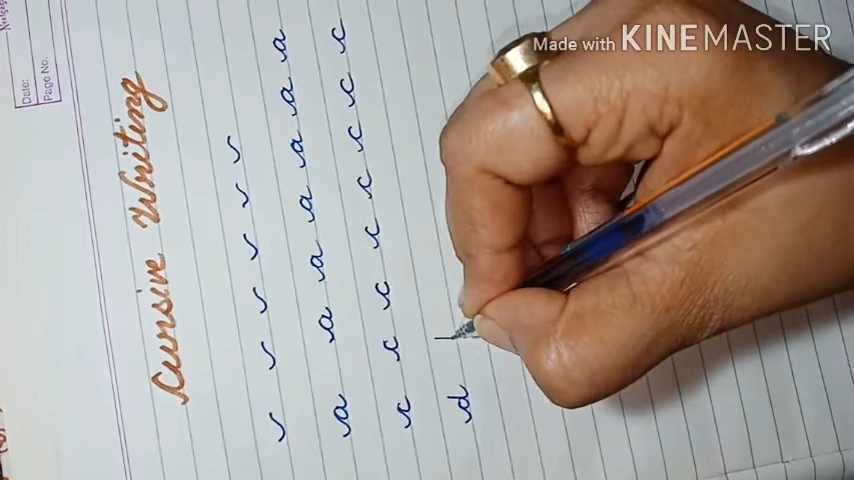 Made with KINEMASTER
Date:
Page No.
Cursive Writing
a a a a a a a
c c c c c c c c
d